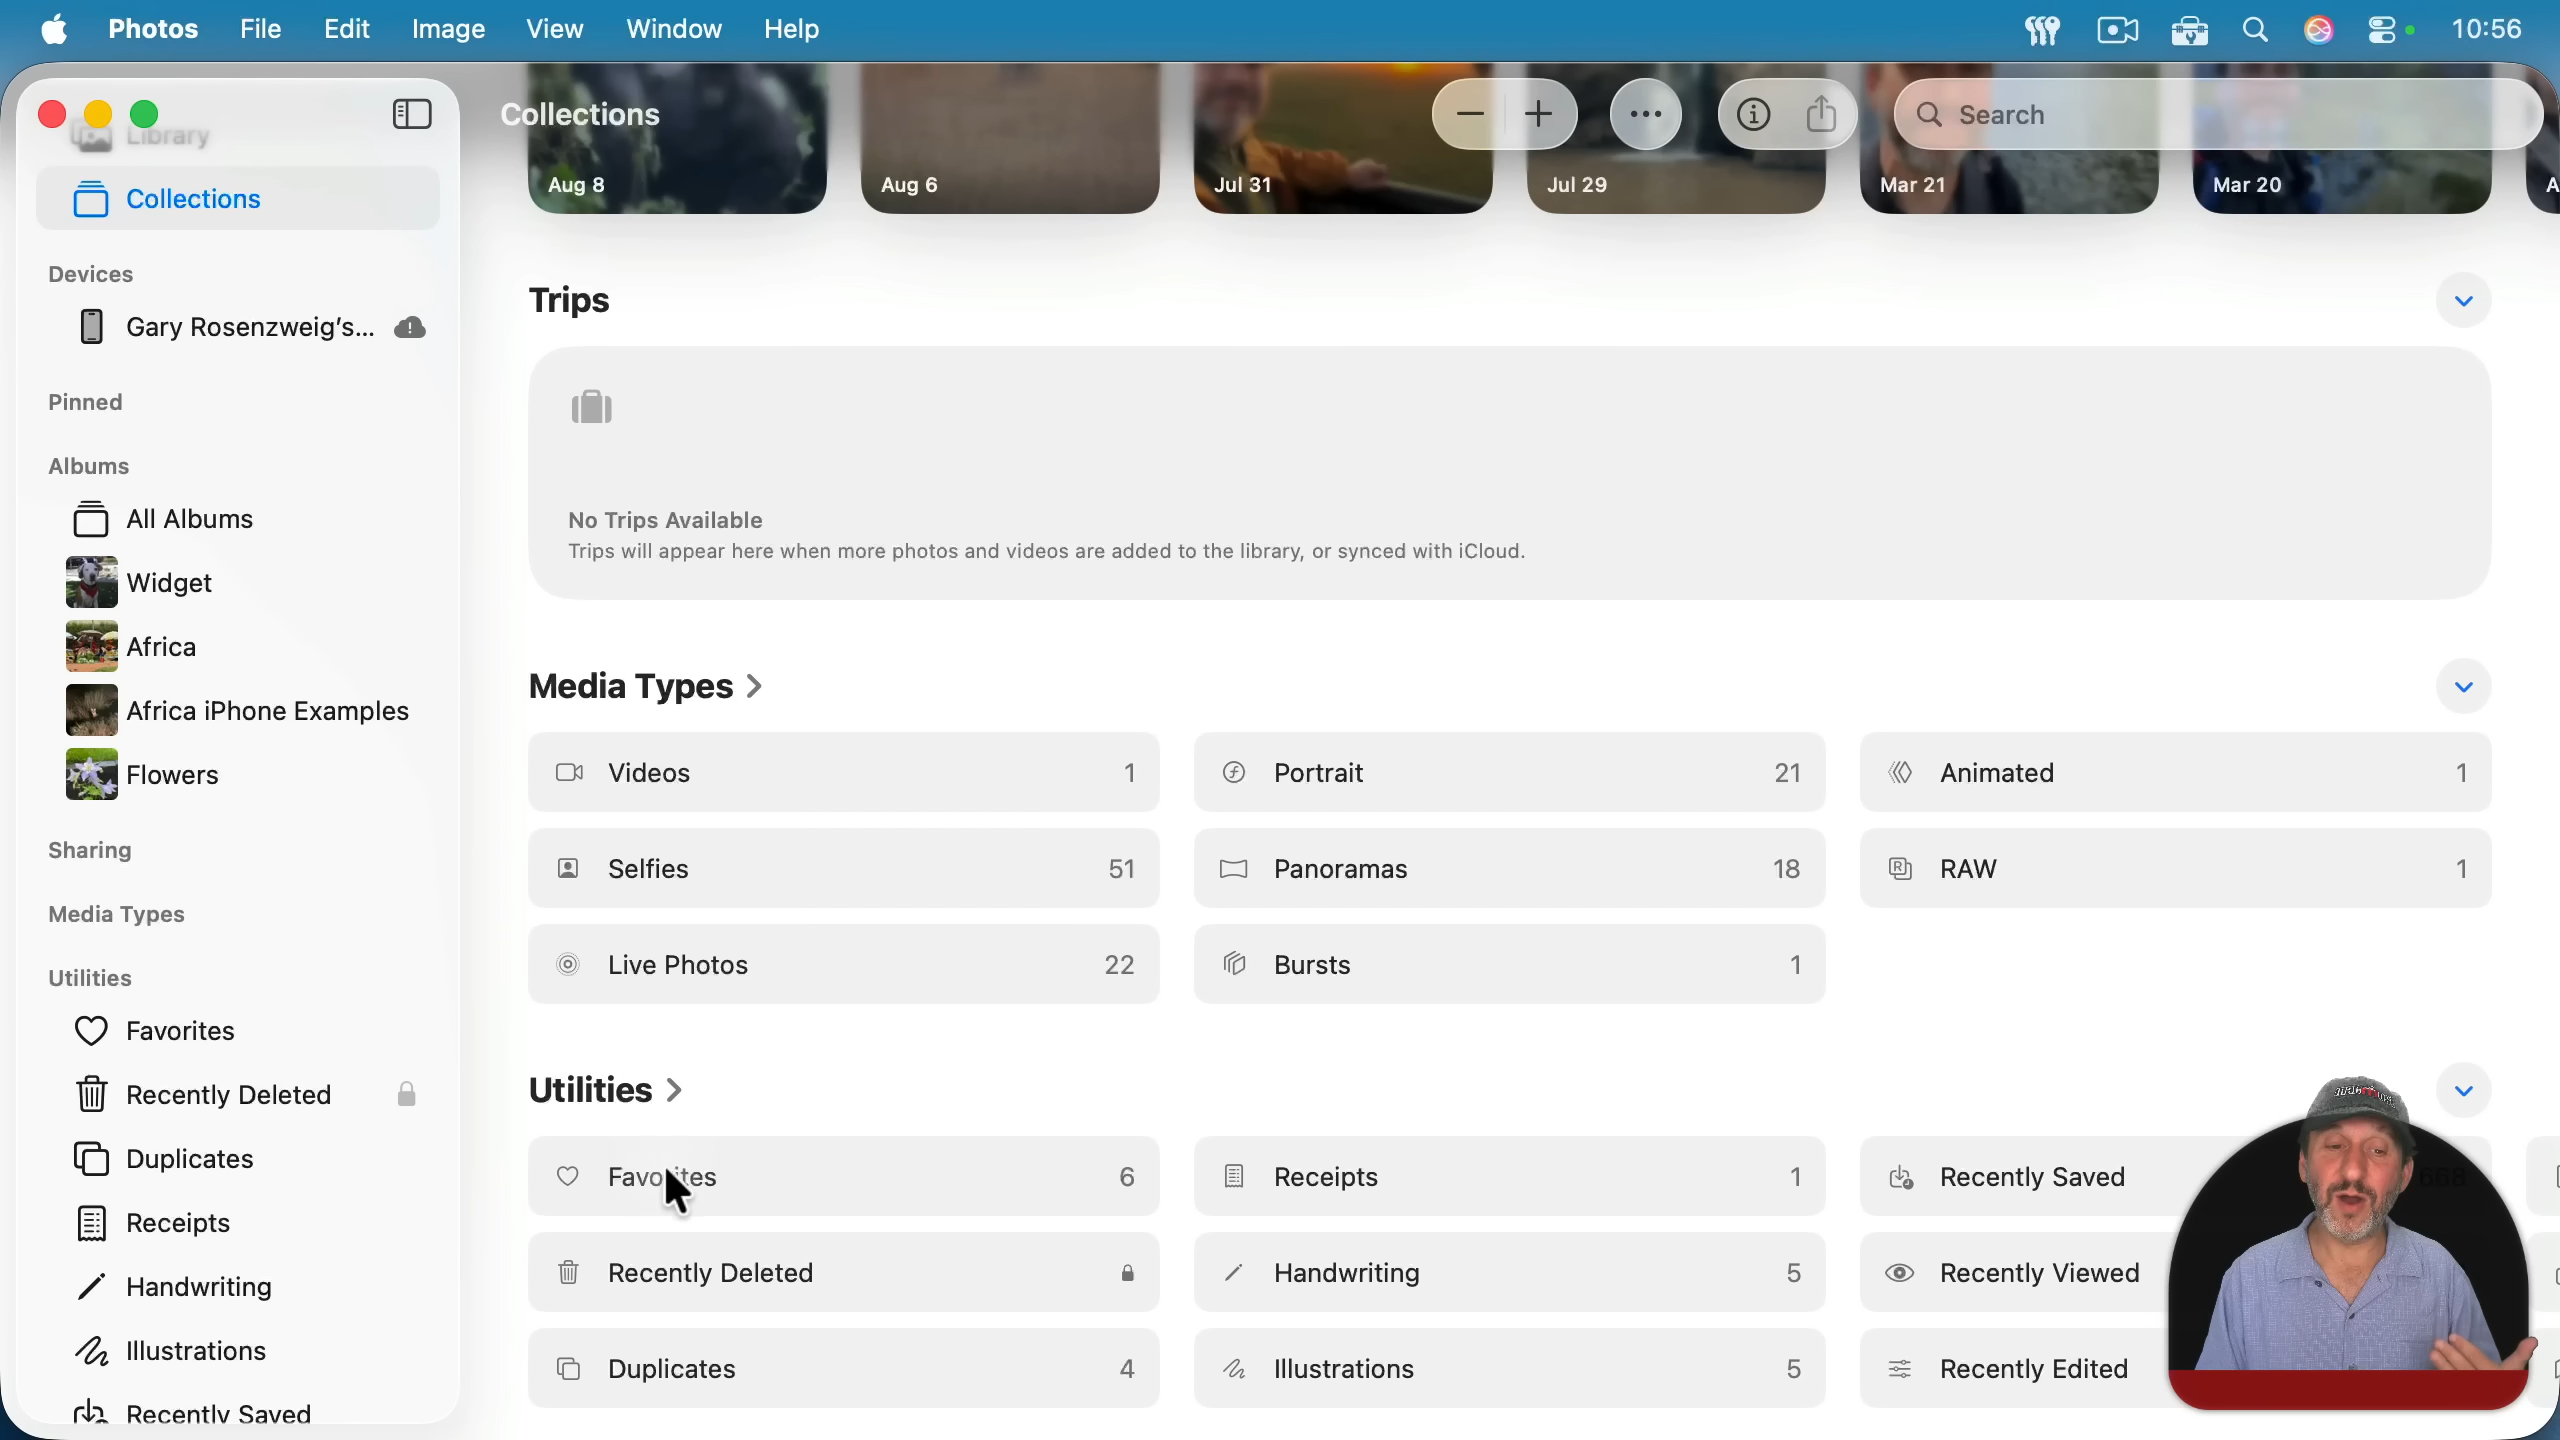 Photos File Edit Image View Window Help 10:56
Library
Collections
Devices
Gary Rosenzweig's...
Pinned
Albums
All Albums
Widget
Africa
Africa iPhone Examples
Flowers
Sharing
Media Types
Utilities
Favorites
Recently Deleted
Duplicates
Receipts
Handwriting
Illustrations
Recently Saved
Collections
Search
Aug 8
Aug 6
Jul 31
Jul 29
Mar 21
Mar 20
A
Trips
No Trips Available
Trips will appear here when more photos and videos are added to the library, or synced with iCloud.
Media Types >
Videos 1
Portrait 21
Animated 1
Selfies 51
Panoramas 18
RAW 1
Live Photos 22
Bursts 1
Utilities >
Favorites 6
Receipts 1
Recently Saved 668
Recently Deleted
Handwriting 5
Recently Viewed
Duplicates 4
Illustrations 5
Recently Edited